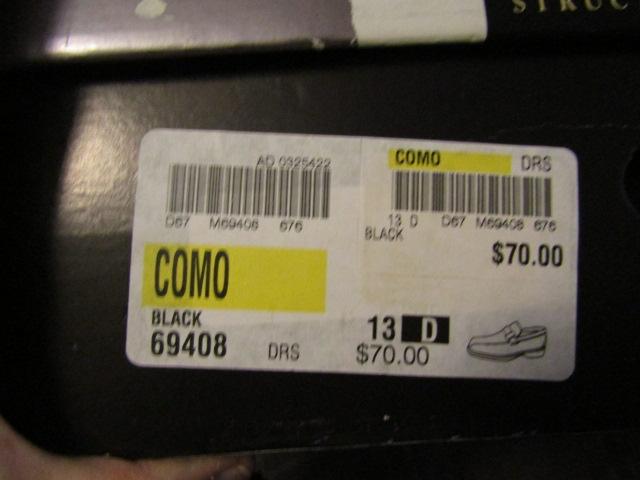 STRUC
AD 0325422
D67 M69408 676
COMO
BLACK
69408 DRS
COMO DRS
13 D D67 M69408 676
BLACK
$70.00
13 D
$70.00